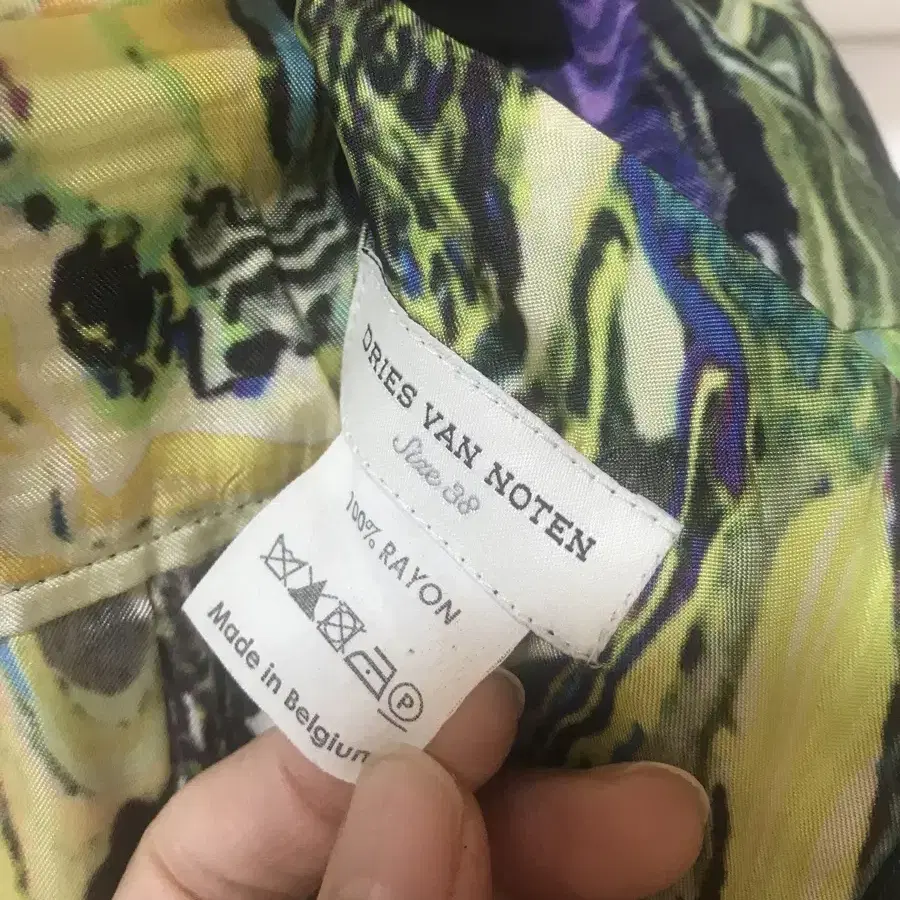 DRIES VAN NOTEN
Size 38
100% RAYON
P
Made in Belgium